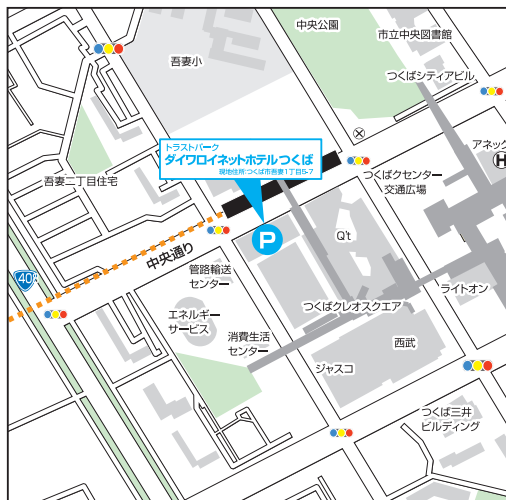 中央公園
市立中央図書館
吾妻小
つくばシティアビル
トラストパーク
ダイワロイネットホテルつくば
現地住所:つくば市吾妻1丁目5-7
アネック
H
つくばクセンター
交通広場
吾妻二丁目住宅
P
Q't
中央通り
管路輸送
センター
408
ライトオン
つくばクレオスクエア
エネルギー
サービス
消費生活
センター
西武
ジャスコ
つくば三井
ビルディング